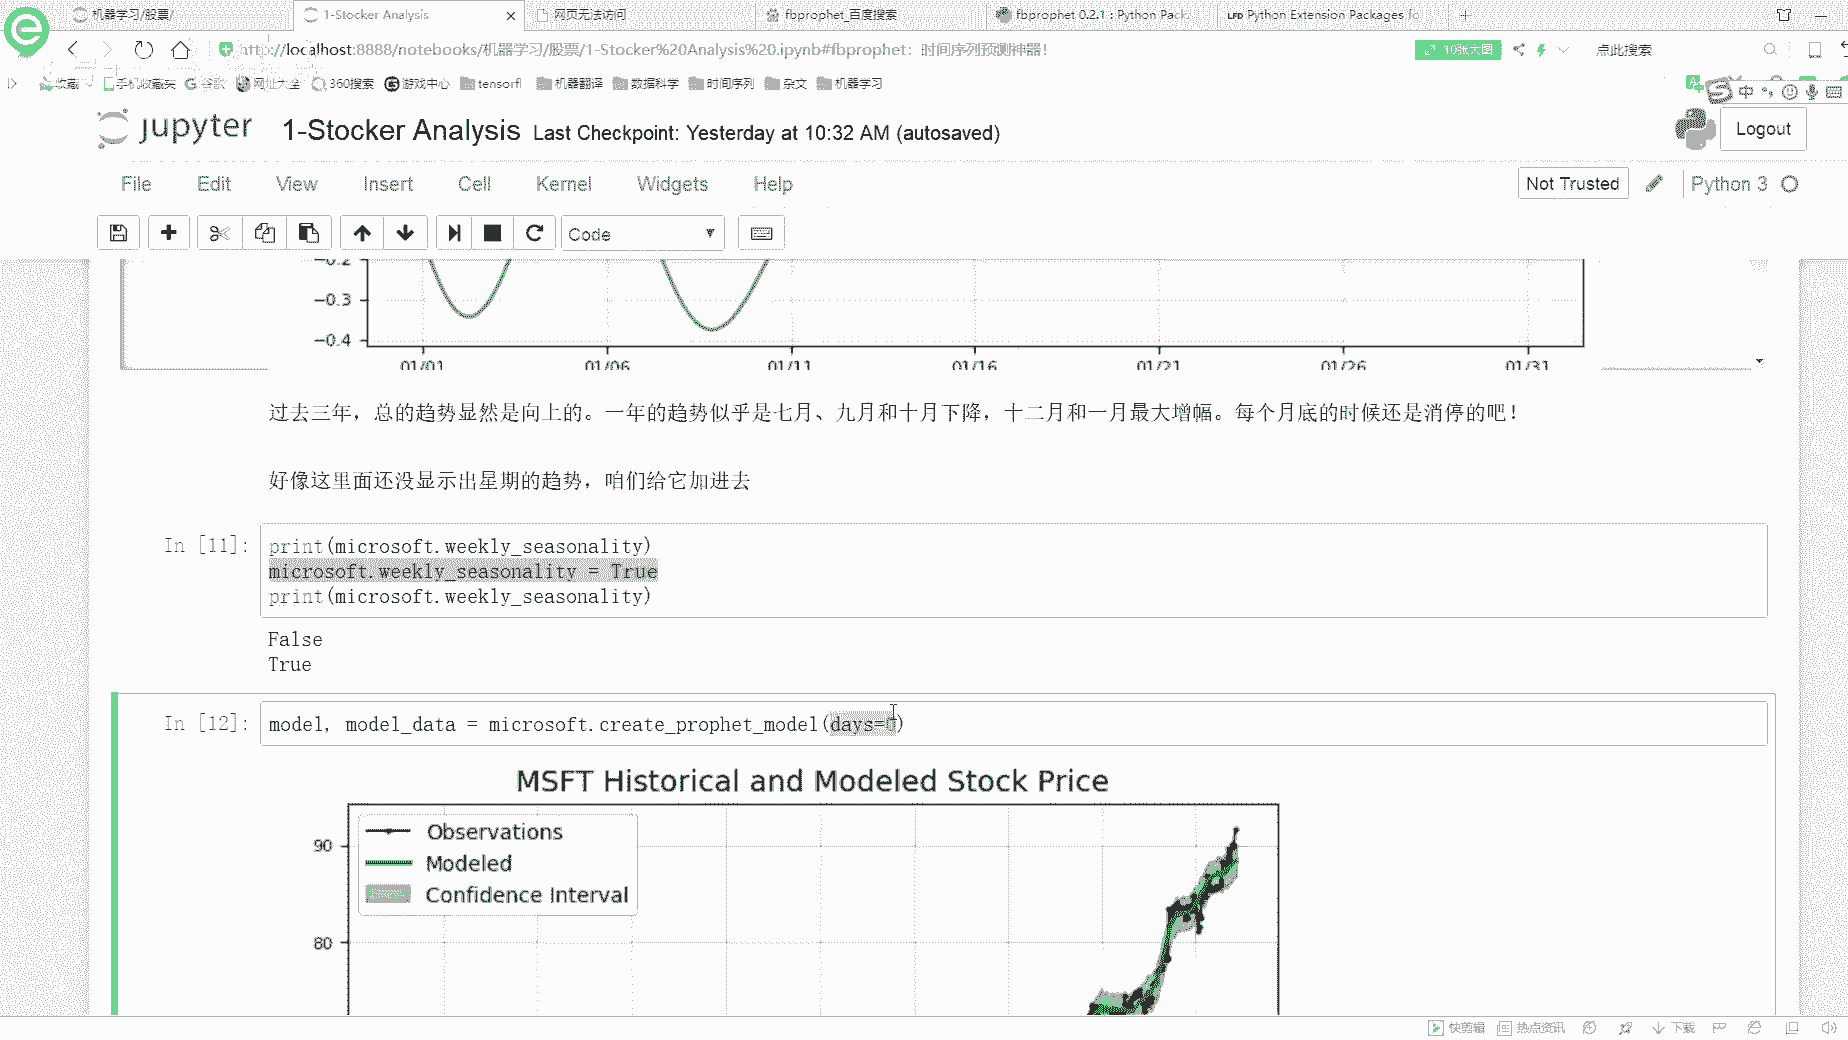 机器学习/股票/
1-Stocker Analysis
网页无法访问
fbprophet_百度搜索
fbprophet 0.2.1 : Python Pack
LFD Python Extension Packages fo
http://localhost:8888/notebooks/机器学习/股票/1-Stocker%20Analysis%20.ipynb#fbprophet：时间序列预测神器！
10张大图
点此搜索
收藏
手机收藏夹
谷歌
网址大全
360搜索
游戏中心
tensorfl
机器翻译
数据科学
时间序列
杂文
机器学习
中
jupyter
1-Stocker Analysis
Last Checkpoint: Yesterday at 10:32 AM (autosaved)
Logout
File
Edit
View
Insert
Cell
Kernel
Widgets
Help
Not Trusted
Python 3
Code
−0.2
−0.3
−0.4
01/01
01/06
01/11
01/16
01/21
01/26
01/31
过去三年，总的趋势显然是向上的。一年的趋势似乎是七月、九月和十月下降，十二月和一月最大增幅。每个月底的时候还是消停的吧！
好像这里面还没显示出星期的趋势，咱们给它加进去
In [11]:
print(microsoft.weekly_seasonality)
microsoft.weekly_seasonality = True
print(microsoft.weekly_seasonality)
False
True
In [12]:
model, model_data = microsoft.create_prophet_model(days=0)
MSFT Historical and Modeled Stock Price
Observations
Modeled
Confidence Interval
90
80
快剪辑
热点资讯
下载